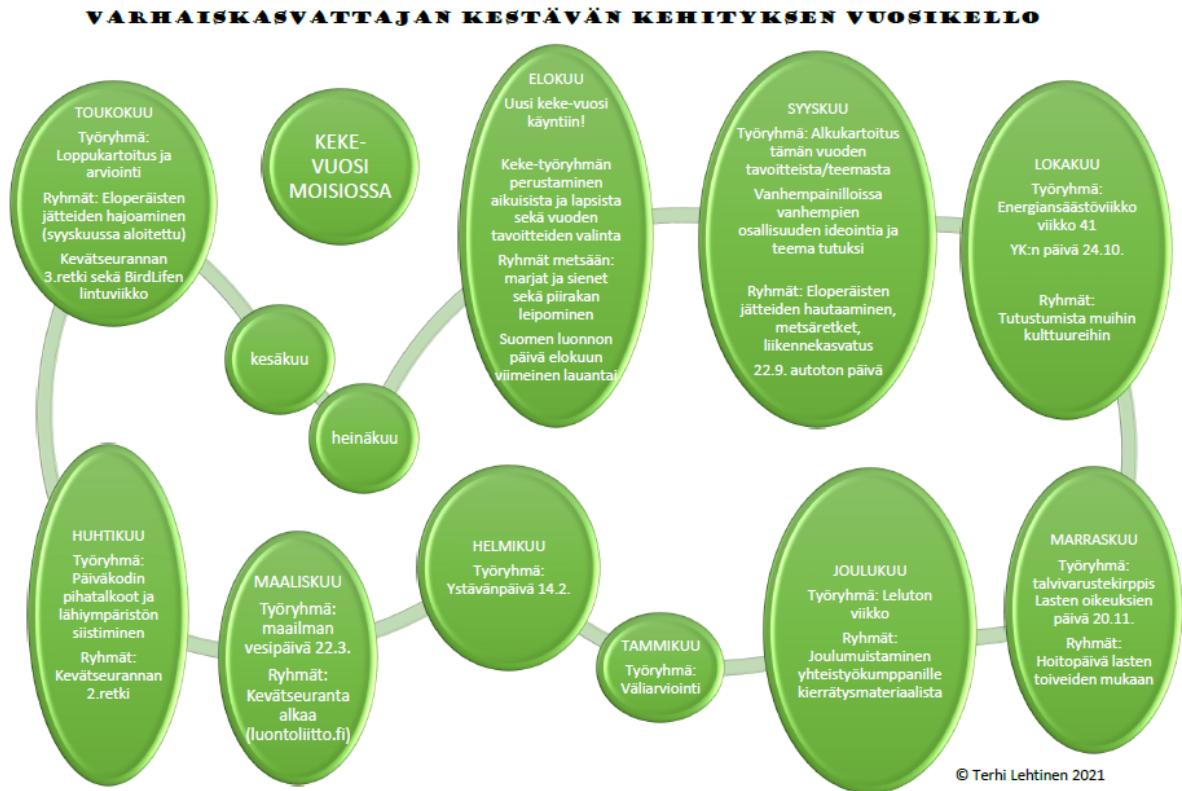 VARHAISKASVATTAJAN KESTÄVÄN KEHITYKSEN VUOSIKELLO
TOUKOKUU
Työryhmä:
Loppukartoitus ja
arviointi
Ryhmät: Eloperäisten
jätteiden hajoaminen
(syyskuussa aloitettu)
Kevätseurannan
3.retki sekä BirdLifen
lintuviikko
KEKE-
VUOSI
MOISIOSSA
kesäkuu
heinäkuu
ELOKUU
Uusi keke-vuosi
käyntiin!
Keke-työryhmän
perustaminen
aikuisista ja lapsista
sekä vuoden
tavoitteiden valinta
Ryhmät metsään:
marjat ja sienet
sekä piirakan
leipominen
Suomen luonnon
päivä elokuun
viimeinen lauantai
SYYSKUU
Työryhmä: Alkukartoitus
tämän vuoden
tavoitteista/teemasta
Vanhempainilloissa
vanhempien
osallisuuden ideointia ja
teema tutuksi
Ryhmät: Eloperäisten
jätteiden hautaaminen,
metsäretket,
liikennekasvatus
22.9. autoton päivä
LOKAKUU
Työryhmä:
Energiansäästöviikko
viikko 41
YK:n päivä 24.10.
Ryhmät:
Tutustumista muihin
kulttuureihin
HUHTIKUU
Työryhmä:
Päiväkodin
pihatalkoot ja
lähiympäristön
siistiminen
Ryhmät:
Kevätseurannan
2.retki
MAALISKUU
Työryhmä:
maailman
vesipäivä 22.3.
Ryhmät:
Kevätseuranta
alkaa
(luontoliitto.fi)
HELMIKUU
Työryhmä:
Ystävänpäivä 14.2.
TAMMIKUU
Työryhmä:
Väliarviointi
JOULUKUU
Työryhmä: Leluton
viikko
Ryhmät:
Joulumuistaminen
yhteistyökumppanille
kierrätysmateriaalista
MARRASKUU
Työryhmä:
talvivarustekirppis
Lasten oikeuksien
päivä 20.11.
Ryhmät:
Hoitopäivä lasten
toiveiden mukaan
© Terhi Lehtinen 2021